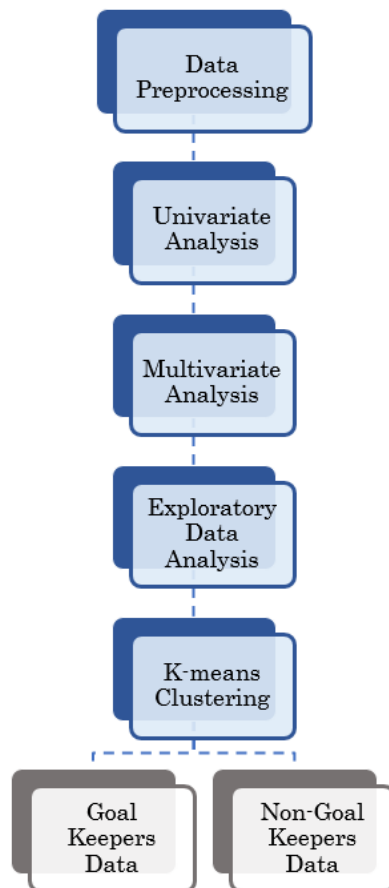 Data
Preprocessing
Univariate
Analysis
Multivariate
Analysis
Exploratory
Data
Analysis
K-means
Clustering
Goal
Keepers
Data
Non-Goal
Keepers
Data